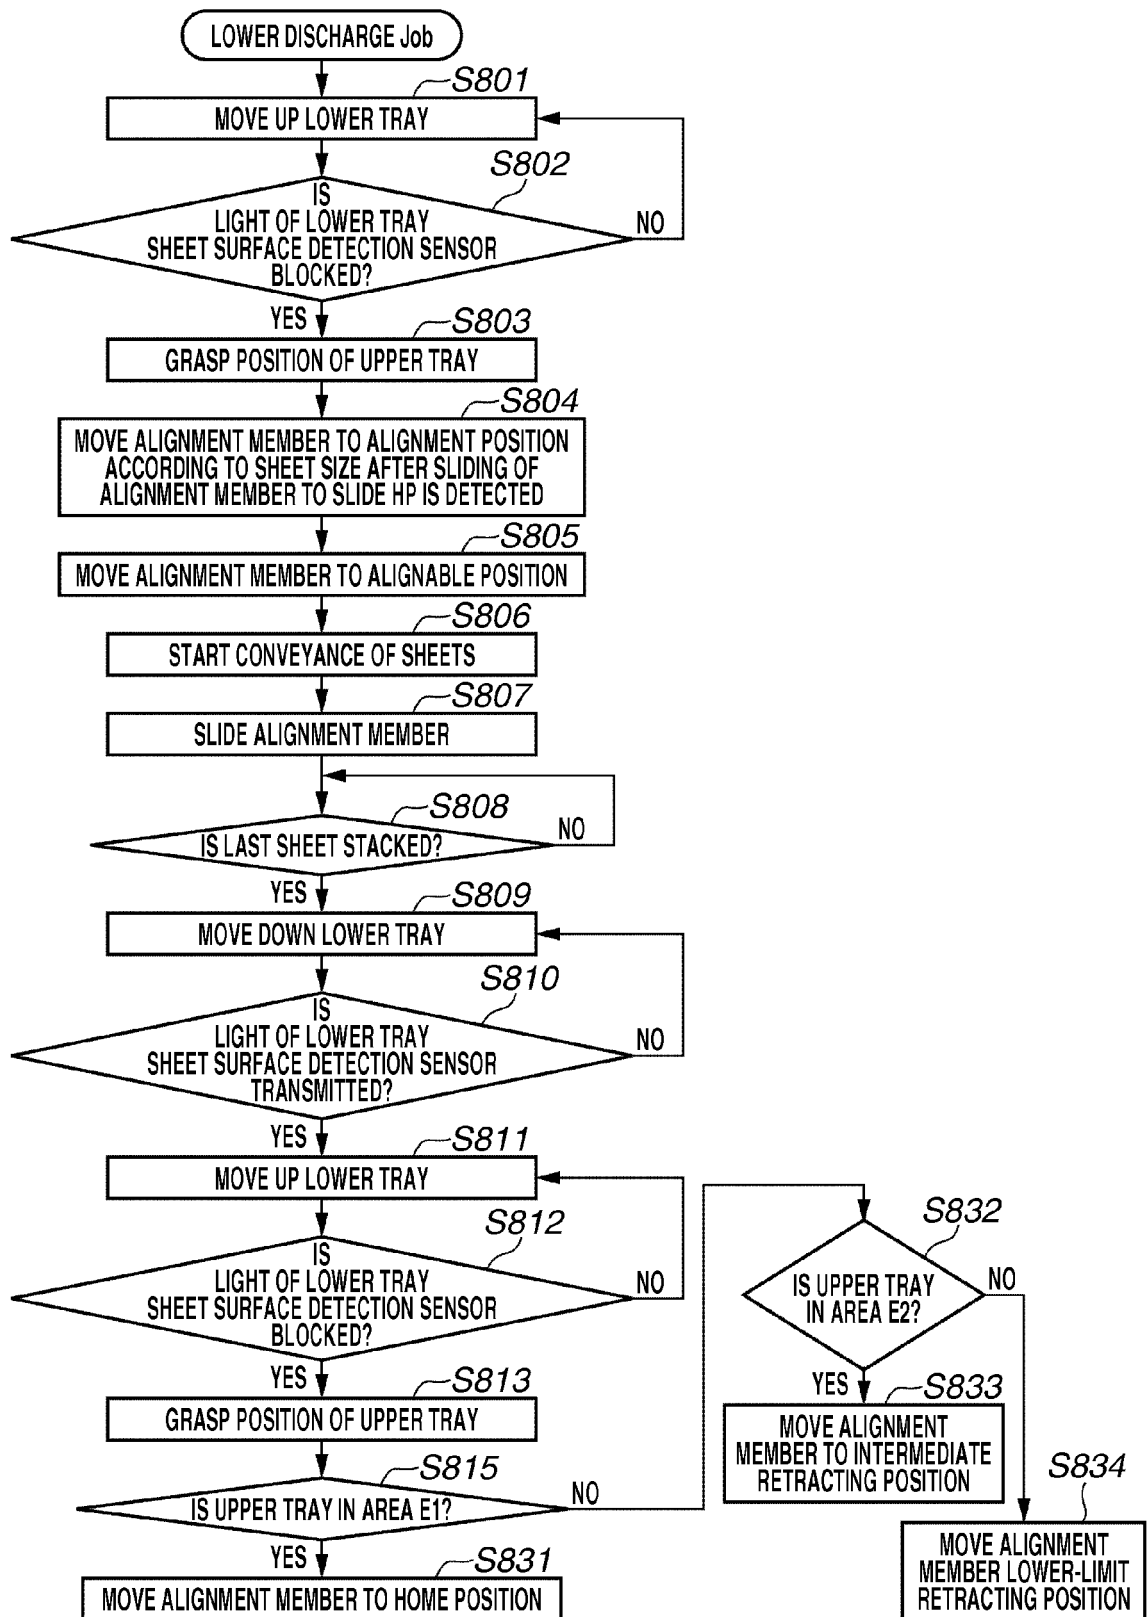 LOWER DISCHARGE Job
S801
MOVE UP LOWER TRAY
S802
IS
LIGHT OF LOWER TRAY
SHEET SURFACE DETECTION SENSOR
BLOCKED?
NO
YES
S803
GRASP POSITION OF UPPER TRAY
S804
MOVE ALIGNMENT MEMBER TO ALIGNMENT POSITION
ACCORDING TO SHEET SIZE AFTER SLIDING OF
ALIGNMENT MEMBER TO SLIDE HP IS DETECTED
S805
MOVE ALIGNMENT MEMBER TO ALIGNABLE POSITION
S806
START CONVEYANCE OF SHEETS
S807
SLIDE ALIGNMENT MEMBER
S808
IS LAST SHEET STACKED?
NO
YES
S809
MOVE DOWN LOWER TRAY
S810
IS
LIGHT OF LOWER TRAY
SHEET SURFACE DETECTION SENSOR
TRANSMITTED?
NO
YES
S811
MOVE UP LOWER TRAY
S812
IS
LIGHT OF LOWER TRAY
SHEET SURFACE DETECTION SENSOR
BLOCKED?
NO
YES
S813
GRASP POSITION OF UPPER TRAY
S815
IS UPPER TRAY IN AREA E1?
NO
YES
S831
MOVE ALIGNMENT MEMBER TO HOME POSITION
S832
IS UPPER TRAY
IN AREA E2?
NO
YES
S833
MOVE ALIGNMENT
MEMBER TO INTERMEDIATE
RETRACTING POSITION
S834
MOVE ALIGNMENT
MEMBER LOWER-LIMIT
RETRACTING POSITION